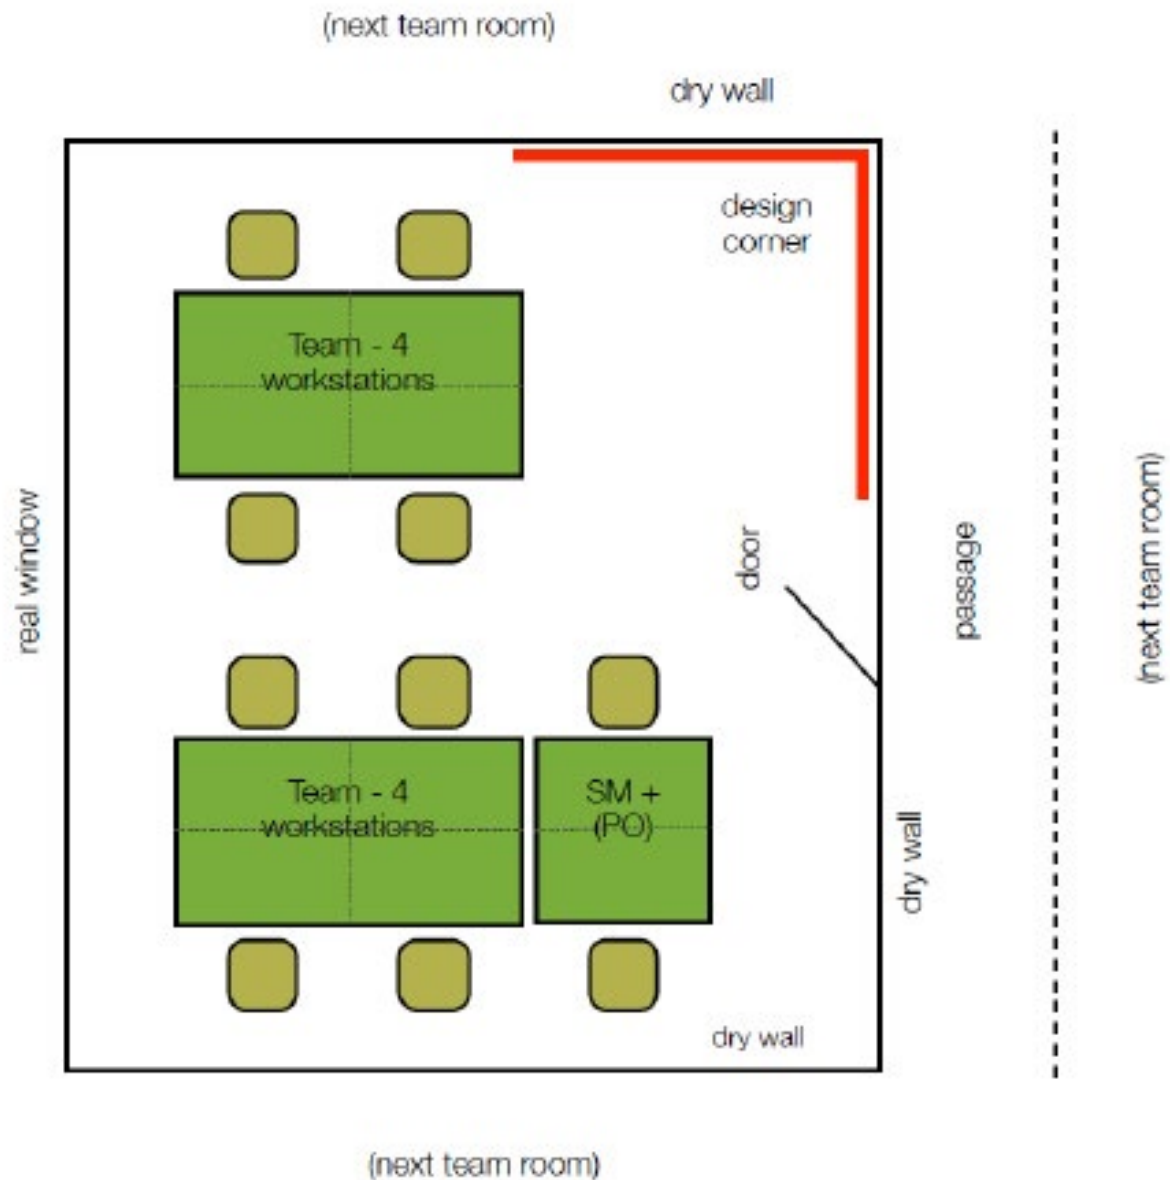 (next team room)
dry wall
design
corner
Team - 4
workstations
real window
door
passage
(next team room)
Team - 4
workstations
SM +
(PO)
dry wall
dry wall
(next team room)